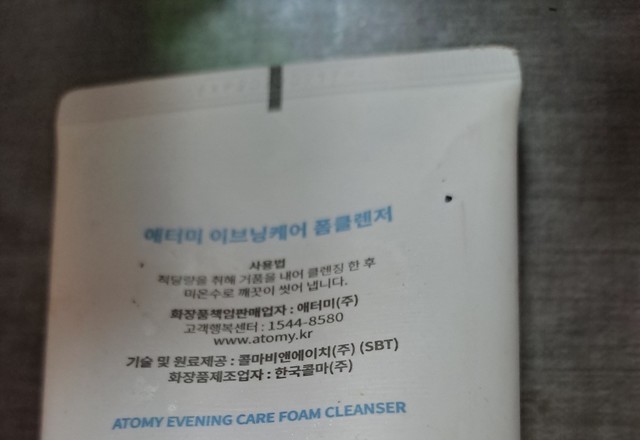 애터미 이브닝케어 폼클렌저
사용법
적당량을 취해 거품을 내어 클렌징 한 후
미온수로 깨끗이 씻어 냅니다.
화장품책임판매업자 : 애터미(주)
고객행복센터 : 1544-8580
www.atomy.kr
기술 및 원료제공 : 콜마비앤에이치(주) (SBT)
화장품제조업자 : 한국콜마(주)
ATOMY EVENING CARE FOAM CLEANSER